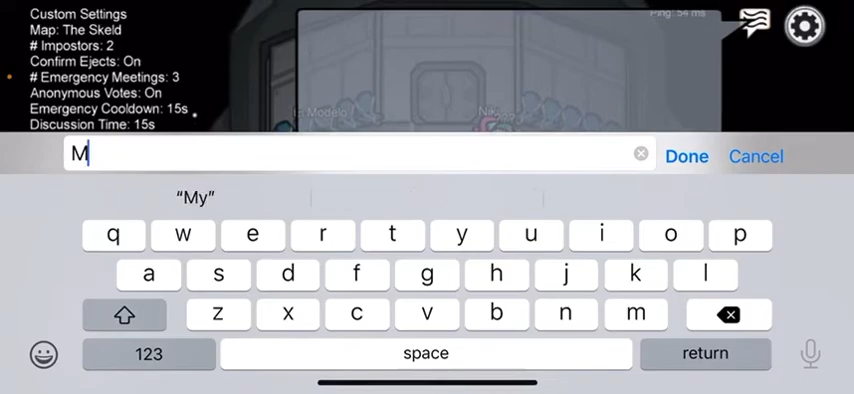 Custom Settings
Map: The Skeld
# Impostors: 2
Confirm Ejects: On
# Emergency Meetings: 3
Anonymous Votes: On
Emergency Cooldown: 15s
Discussion Time: 15s
Ping: 54 ms
M
Done
Cancel
“My”
q w e r t y u i o p
a s d f g h j k l
z x c v b n m
123
space
return